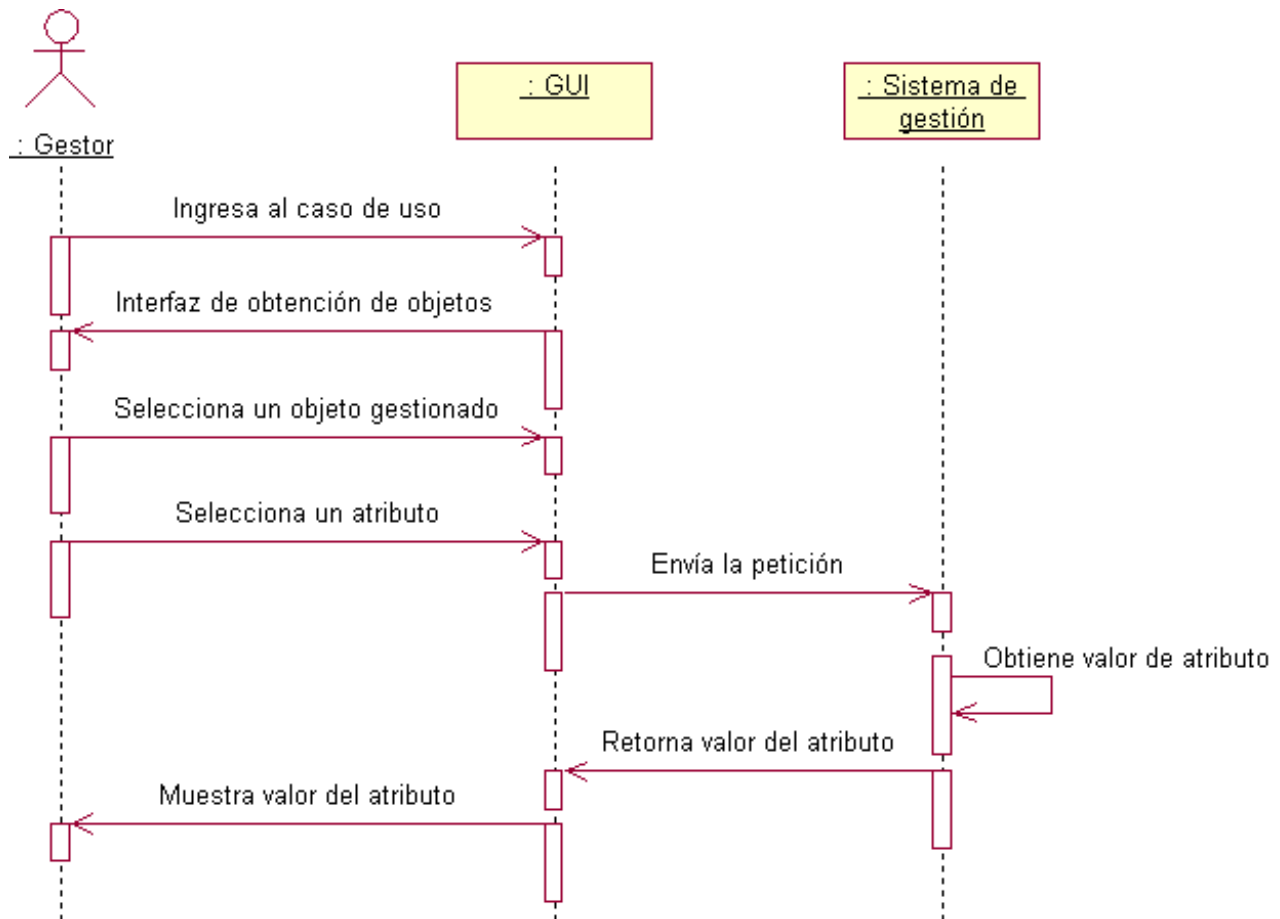 : GUI
: Sistema de
gestión
: Gestor
Ingresa al caso de uso
Interfaz de obtención de objetos
Selecciona un objeto gestionado
Selecciona un atributo
Envía la petición
Obtiene valor de atributo
Retorna valor del atributo
Muestra valor del atributo